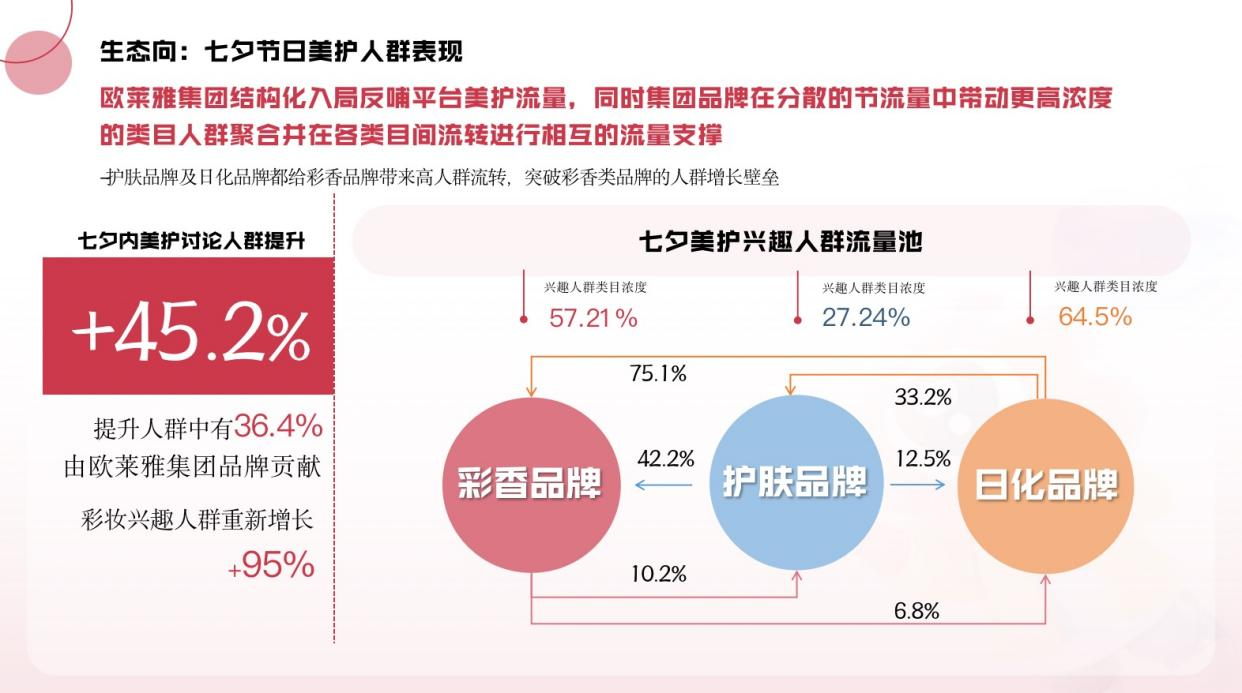 生态向：七夕节日美护人群表现
欧莱雅集团结构化入局反哺平台美护流量，同时集团品牌在分散的节流量中带动更高浓度
的类目人群聚合并在各类目间流转进行相互的流量支撑
-护肤品牌及日化品牌都给彩香品牌带来高人群流转，突破彩香类品牌的人群增长壁垒
七夕内美护讨论人群提升
+45.2%
提升人群中有36.4%
由欧莱雅集团品牌贡献
彩妆兴趣人群重新增长
+95%
七夕美护兴趣人群流量池
兴趣人群类目浓度
57.21%
兴趣人群类目浓度
27.24%
兴趣人群类目浓度
64.5%
75.1%
33.2%
彩香品牌
42.2%
护肤品牌
12.5%
日化品牌
10.2%
6.8%